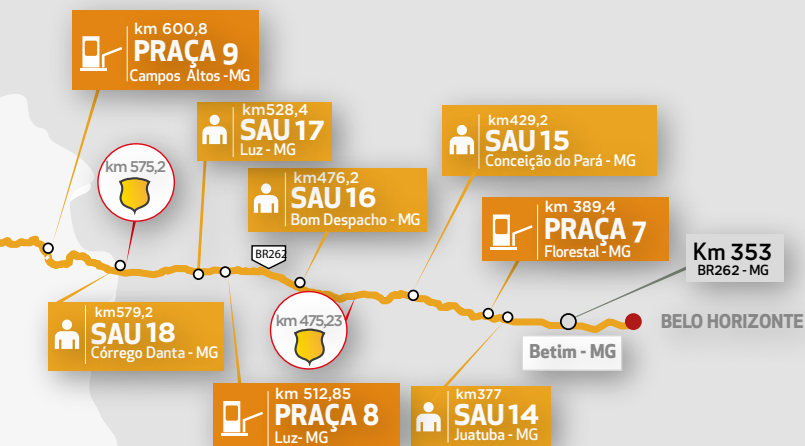 km 600,8
PRAÇA 9
Campos Altos -MG
km528,4
SAU 17
Luz - MG
km429,2
SAU 15
Conceição do Pará - MG
km 575,2
km476,2
SAU 16
Bom Despacho - MG
km 389,4
PRAÇA 7
Florestal - MG
BR262
Km 353
BR262 - MG
km579,2
SAU 18
Córrego Danta - MG
km 475,23
BELO HORIZONTE
Betim - MG
km 512,85
PRAÇA 8
Luz- MG
km377
SAU 14
Juatuba - MG